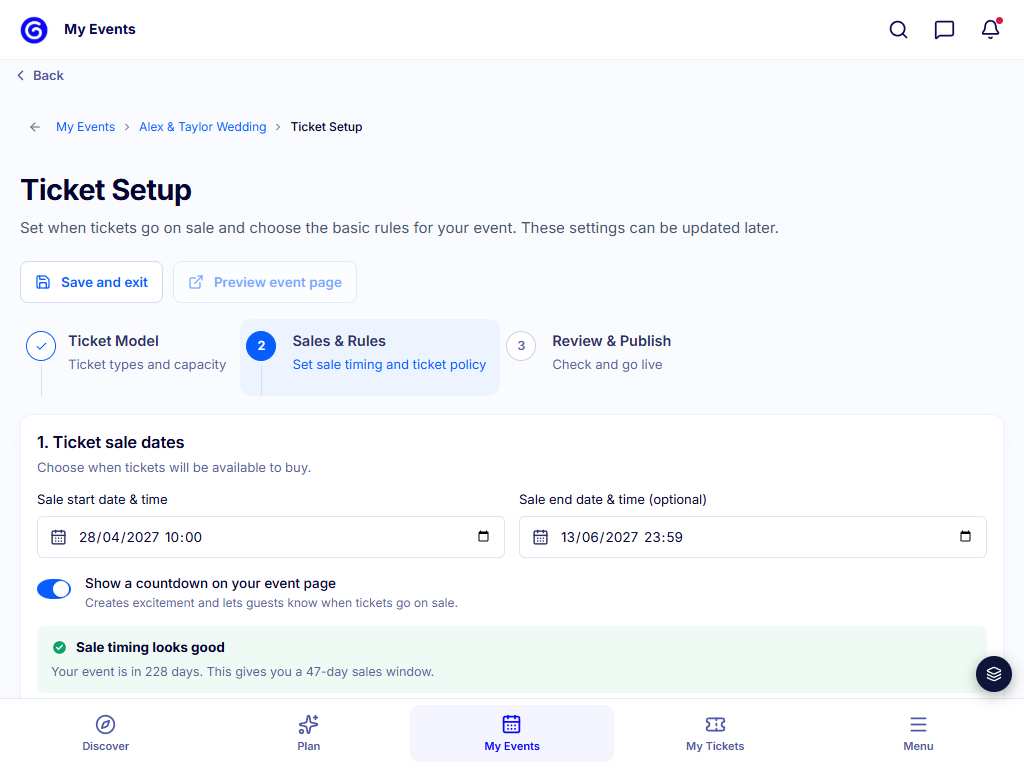 My Events
Back
My Events > Alex & Taylor Wedding > Ticket Setup
Ticket Setup
Set when tickets go on sale and choose the basic rules for your event. These settings can be updated later.
Save and exit
Preview event page
Ticket Model
Ticket types and capacity
2
Sales & Rules
Set sale timing and ticket policy
3
Review & Publish
Check and go live
1. Ticket sale dates
Choose when tickets will be available to buy.
Sale start date & time
28/04/2027 10:00
Sale end date & time (optional)
13/06/2027 23:59
Show a countdown on your event page
Creates excitement and lets guests know when tickets go on sale.
Sale timing looks good
Your event is in 228 days. This gives you a 47-day sales window.
Discover
Plan
My Events
My Tickets
Menu